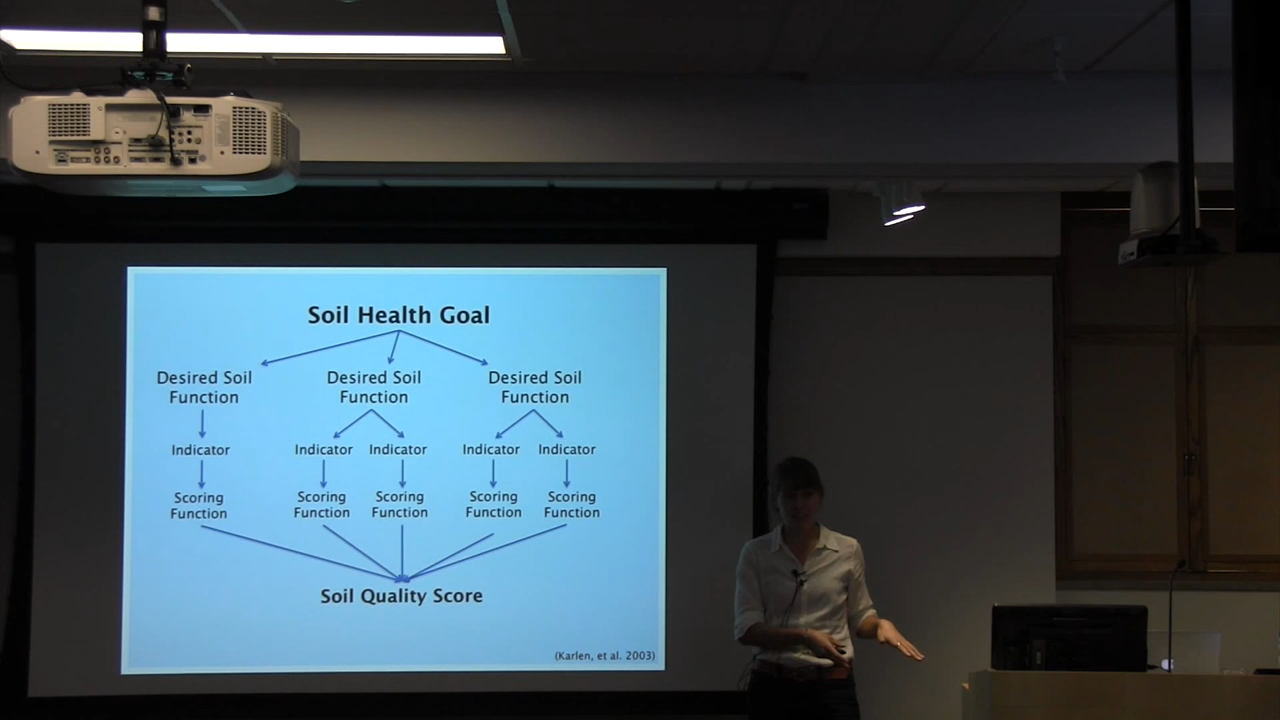 Soil Health Goal
Desired Soil Function
Desired Soil Function
Desired Soil Function
Indicator
Indicator
Indicator
Indicator
Indicator
Scoring Function
Scoring Function
Scoring Function
Scoring Function
Scoring Function
Soil Quality Score
(Karlen, et al. 2003)